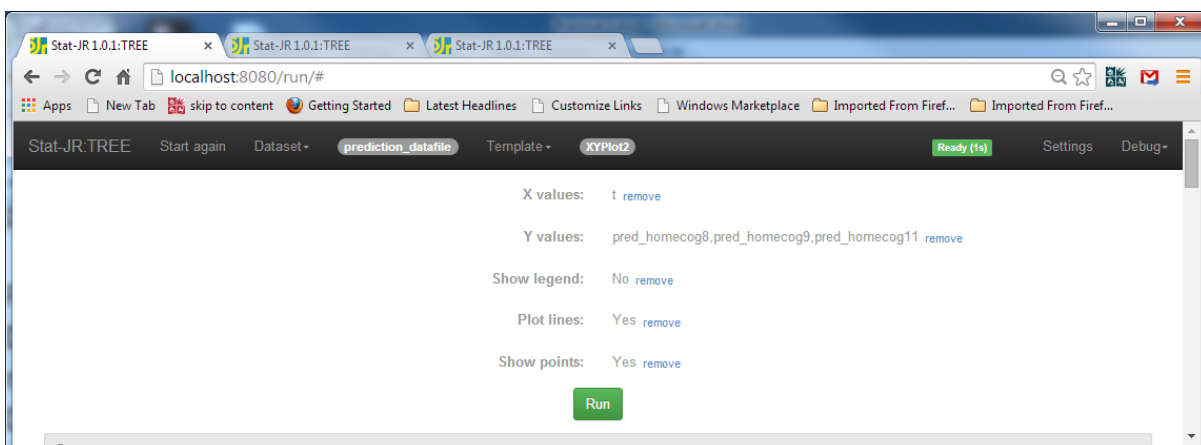 Stat-JR 1.0.1:TREE Stat-JR 1.0.1:TREE Stat-JR 1.0.1:TREE
localhost:8080/run/#
Apps New Tab skip to content Getting Started Latest Headlines Customize Links Windows Marketplace Imported From Firef... Imported From Firef...
Stat-JR:TREE Start again Dataset prediction_datafile Template XYPlot2 Ready (1s) Settings Debug
X values: t remove
Y values: pred_homecog8,pred_homecog9,pred_homecog11 remove
Show legend: No remove
Plot lines: Yes remove
Show points: Yes remove
Run